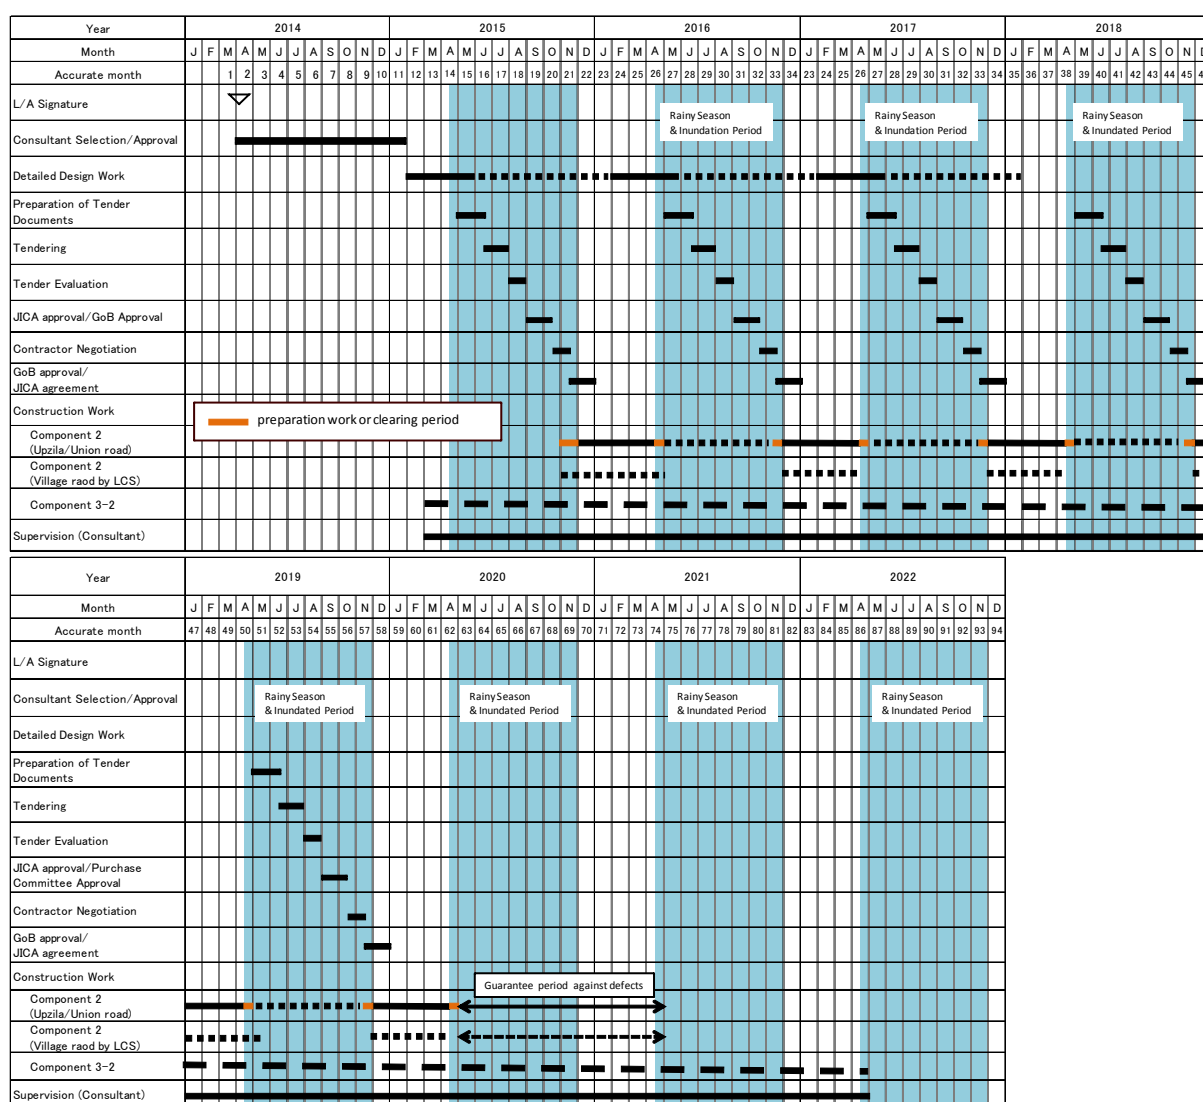 Year 2014 2015 2016 2017 2018
Month J F M A M J J A S O N D J F M A M J J A S O N D J F M A M J J A S O N D J F M A M J J A S O N D J F M A M J J A S O N D
Accurate month 1 2 3 4 5 6 7 8 9 10 11 12 13 14 15 16 17 18 19 20 21 22 23 24 25 26 27 28 29 30 31 32 33 34 23 24 25 26 27 28 29 30 31 32 33 34 35 36 37 38 39 40 41 42 43 44 45 4
L/A Signature
Rainy Season
& Inundation Period
Rainy Season
& Inundation Period
Rainy Season
& Inundated Period
Consultant Selection/Approval
Detailed Design Work
Preparation of Tender
Documents
Tendering
Tender Evaluation
JICA approval/GoB Approval
Contractor Negotiation
GoB approval/
JICA agreement
Construction Work
preparation work or clearing period
Component 2
(Upzila/Union road)
Component 2
(Village raod by LCS)
Component 3-2
Supervision (Consultant)
Year 2019 2020 2021 2022
Month J F M A M J J A S O N D J F M A M J J A S O N D J F M A M J J A S O N D J F M A M J J A S O N D
Accurate month 47 48 49 50 51 52 53 54 55 56 57 58 59 60 61 62 63 64 65 66 67 68 69 70 71 72 73 74 75 76 77 78 79 80 81 82 83 84 85 86 87 88 89 90 91 92 93 94
L/A Signature
Consultant Selection/Approval
Rainy Season
& Inundated Period
Rainy Season
& Inundated Period
Rainy Season
& Inundated Period
Rainy Season
& Inundated Period
Detailed Design Work
Preparation of Tender
Documents
Tendering
Tender Evaluation
JICA approval/Purchase
Committee Approval
Contractor Negotiation
GoB approval/
JICA agreement
Construction Work
Guarantee period against defects
Component 2
(Upzila/Union road)
Component 2
(Village raod by LCS)
Component 3-2
Supervision (Consultant)